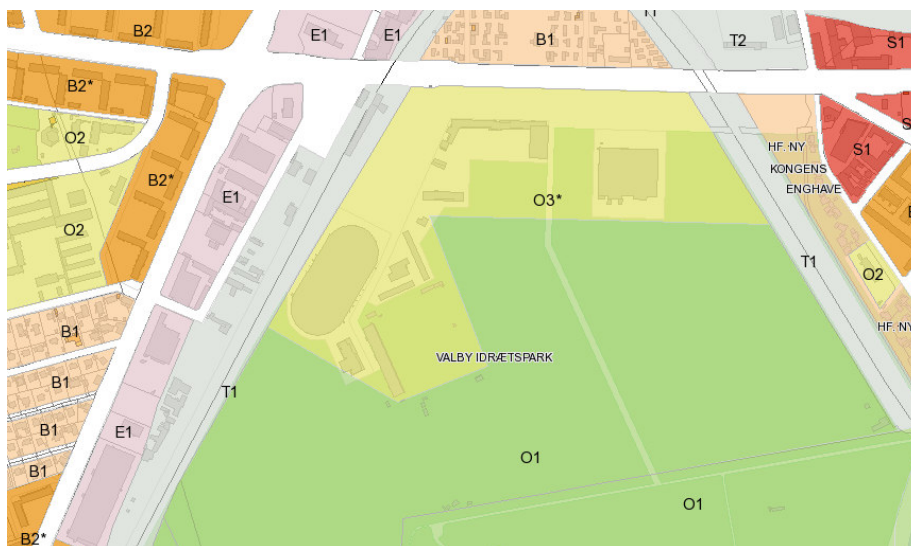 T1
B2
E1
E1
B1
T2
S1
B2*
S
O2
HF. NY
S1
KONGENS
B2*
ENGHAVE
E1
O3*
O2
T1
O2
B1
HF. NY
VALBY IDRÆTSPARK
B1
T1
B1
E1
O1
B1
O1
B2*